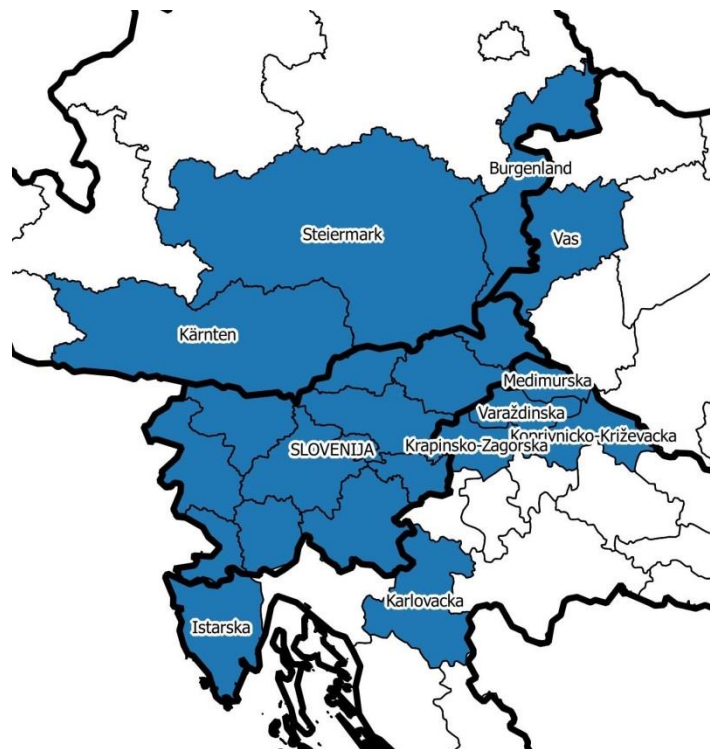 Burgenland
Steiermark
Vas
Kärnten
Medimurska
Varaždinska
Koprivnicko-Križevacka
Krapinsko-Zagorska
SLOVENIJA
Karlovacka
Istarska